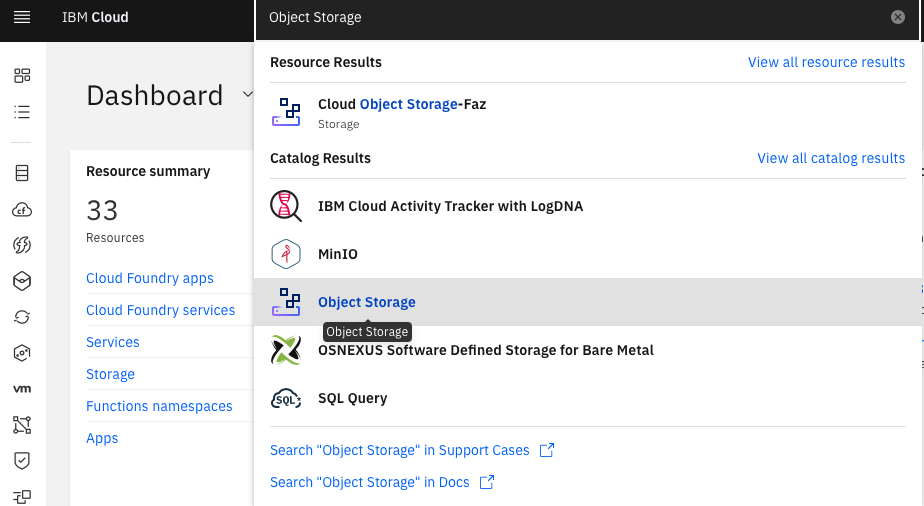 IBM Cloud
Object Storage
Dashboard
Resource summary
33
Resources
Cloud Foundry apps
Cloud Foundry services
Services
Storage
Functions namespaces
Apps
cf
vm
Resource Results
View all resource results
Cloud Object Storage-Faz
Storage
Catalog Results
View all catalog results
IBM Cloud Activity Tracker with LogDNA
MinIO
Object Storage
Object Storage
OSNEXUS Software Defined Storage for Bare Metal
SQL
SQL Query
Search "Object Storage" in Support Cases
Search "Object Storage" in Docs